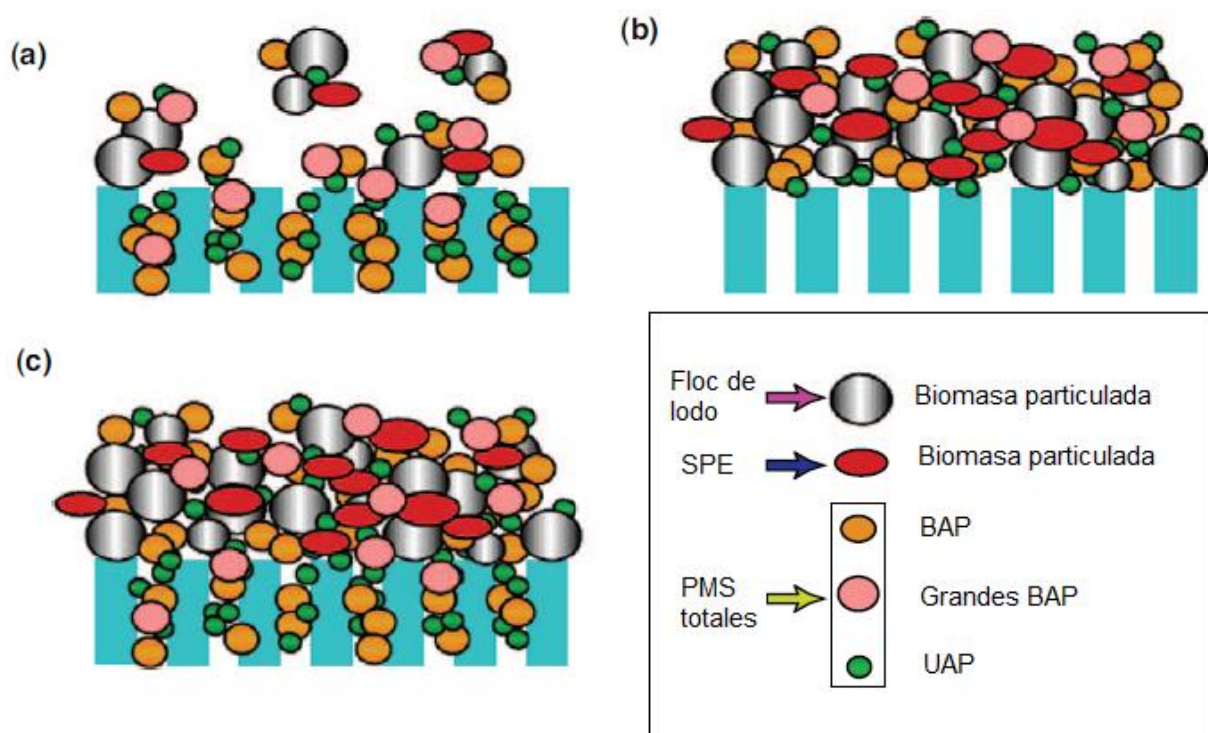 (a)
(b)
(c)
Floc de
lodo
Biomasa particulada
SPE
Biomasa particulada
BAP
PMS
totales
Grandes BAP
UAP